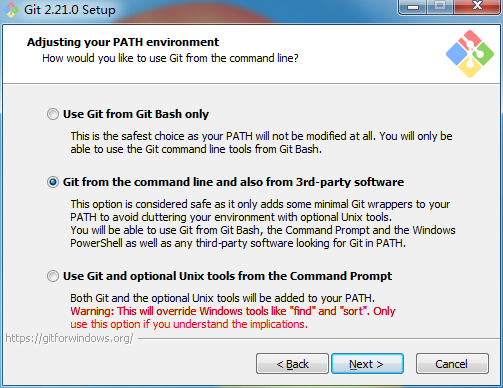 Git 2.21.0 Setup
Adjusting your PATH environment
How would you like to use Git from the command line?
Use Git from Git Bash only
This is the safest choice as your PATH will not be modified at all. You will only be
able to use the Git command line tools from Git Bash.
Git from the command line and also from 3rd-party software
This option is considered safe as it only adds some minimal Git wrappers to your
PATH to avoid cluttering your environment with optional Unix tools.
You will be able to use Git from Git Bash, the Command Prompt and the Windows
PowerShell as well as any third-party software looking for Git in PATH.
Use Git and optional Unix tools from the Command Prompt
Both Git and the optional Unix tools will be added to your PATH.
Warning: This will override Windows tools like "find" and "sort". Only
use this option if you understand the implications.
https://gitforwindows.org/
< Back
Next >
Cancel